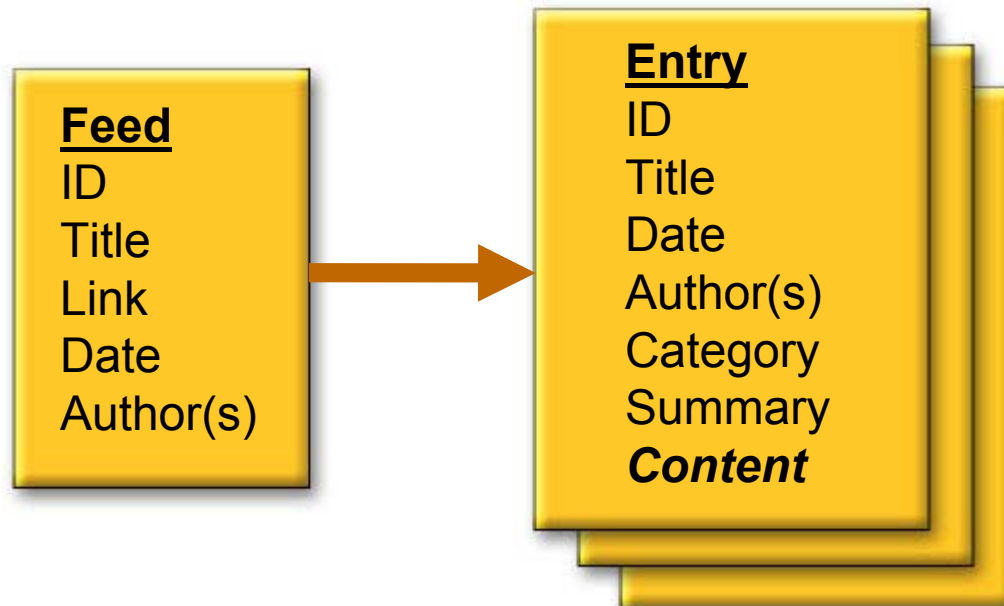 Feed
ID
Title
Link
Date
Author(s)
Entry
ID
Title
Date
Author(s)
Category
Summary
Content